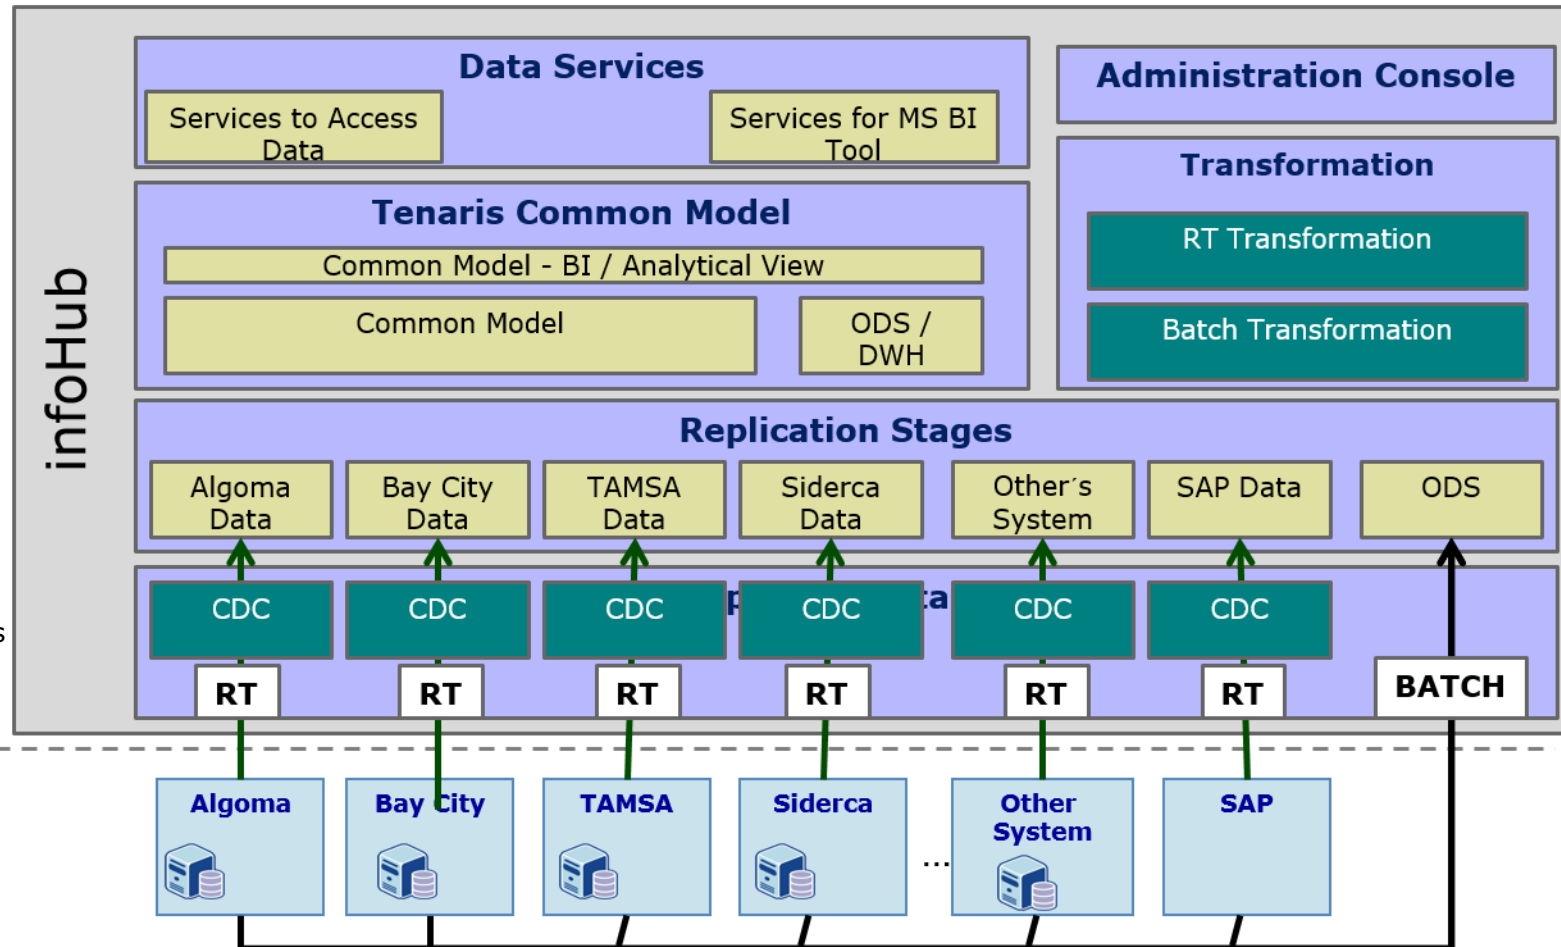 infoHub
Data Services
Services to Access
Data
Services for MS BI
Tool
Administration Console
Tenaris Common Model
Common Model - BI / Analytical View
Common Model
ODS /
DWH
Transformation
RT Transformation
Batch Transformation
Replication Stages
Algoma
Data
Bay City
Data
TAMSA
Data
Siderca
Data
Other´s
System
SAP Data
ODS
CDC
CDC
CDC
CDC
CDC
CDC
RT
RT
RT
RT
RT
RT
BATCH
Algoma
Bay City
TAMSA
Siderca
...
Other
System
SAP